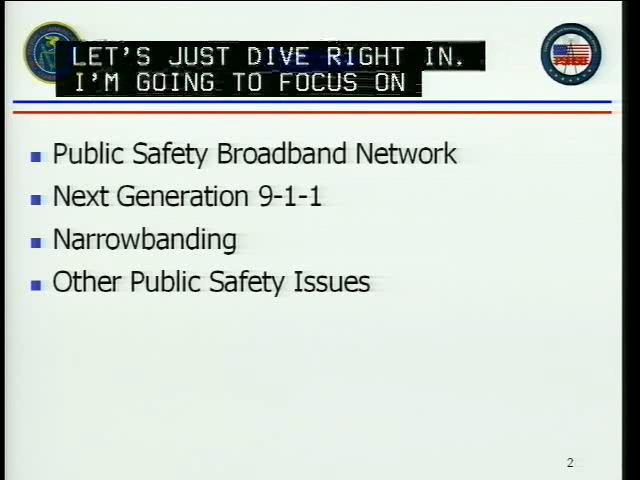 LET'S JUST DIVE RIGHT IN.
I'M GOING TO FOCUS ON
Public Safety Broadband Network
Next Generation 9-1-1
Narrowbanding
Other Public Safety Issues
2